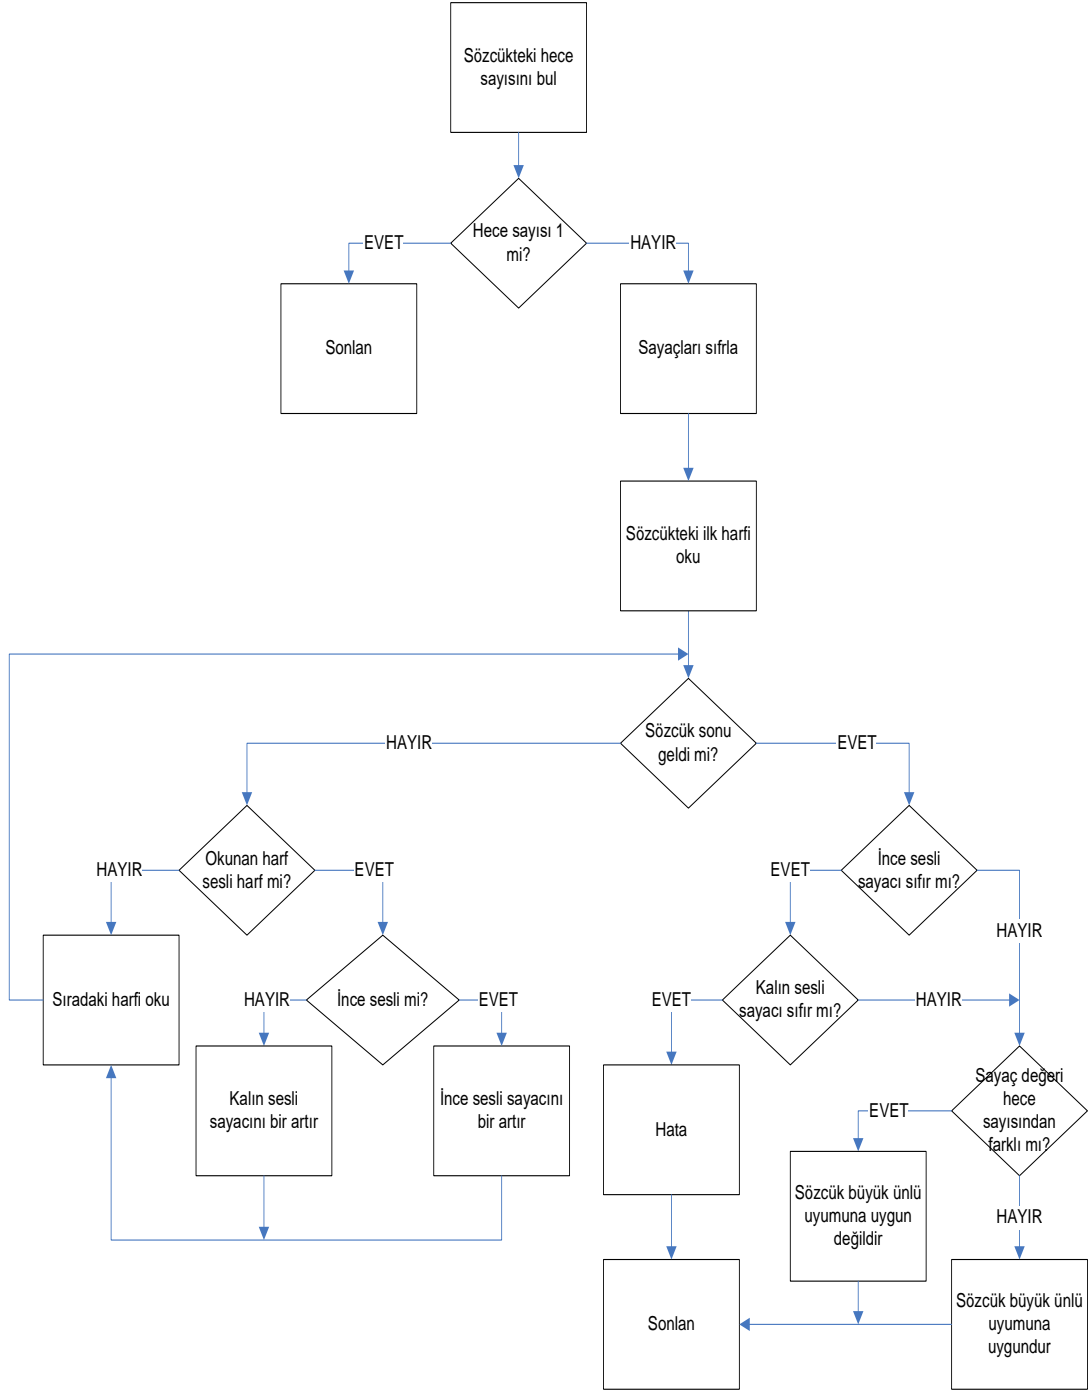 Sözcükteki hece
sayısını bul
Hece sayısı 1
mi?
EVET
HAYIR
Sonlan
Sayaçları sıfrla
Sözcükteki ilk harfi
oku
Sözcük sonu
geldi mi?
HAYIR
EVET
Okunan harf
sesli harf mi?
HAYIR
EVET
İnce sesli
sayacı sıfır mı?
EVET
HAYIR
Sıradaki harfi oku
İnce sesli mi?
HAYIR
EVET
Kalın sesli
sayacı sıfır mı?
EVET
HAYIR
Kalın sesli
sayacını bir artır
İnce sesli sayacını
bir artır
Hata
Sayaç değeri
hece
sayısından
farklı mı?
EVET
HAYIR
Sözcük büyük ünlü
uyumuna uygun
değildir
Sonlan
Sözcük büyük ünlü
uyumuna
uygundur